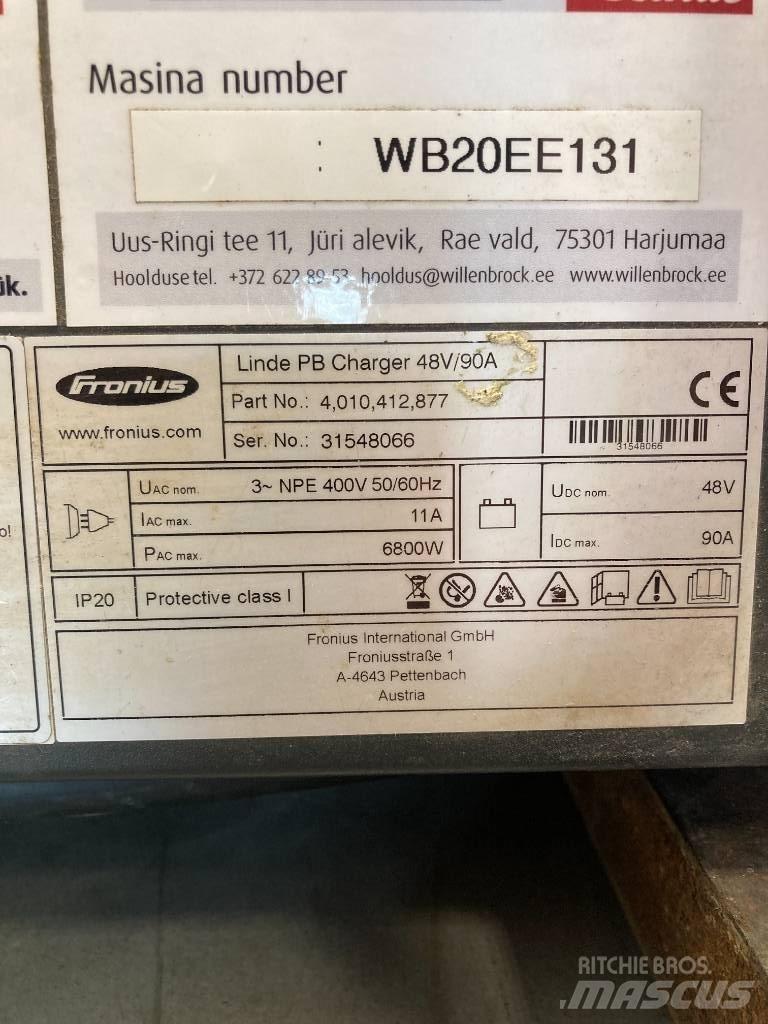 Masina number
: WB20EE131
Uus-Ringi tee 11, Jüri alevik, Rae vald, 75301 Harjumaa
Hoolduse tel. +372 622 89 53 hooldus@willenbrock.ee www.willenbrock.ee
ük.
Fronius
www.fronius.com
Linde PB Charger 48V/90A
Part No.: 4,010,412,877
Ser. No.: 31548066
CE
31548066
UAC nom. 3~ NPE 400V 50/60Hz
IAC max. 11A
PAC max. 6800W
UDC nom. 48V
IDC max. 90A
o!
IP20 Protective class I
Fronius International GmbH
Froniusstraße 1
A-4643 Pettenbach
Austria
RITCHIE BROS.
MASCUS